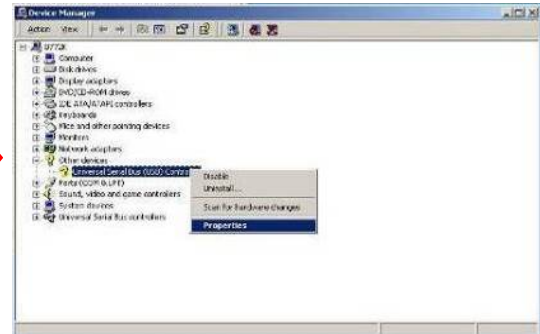 Device Manager
Action View
D772K
Computer
Disk drives
Display adapters
DVD/CD-ROM drives
IDE ATA/ATAPI controllers
Keyboards
Mice and other pointing devices
Monitors
Network adapters
Other devices
Universal Serial Bus (USB) Contro
Ports (COM & LPT)
Sound, video and game controllers
System devices
Universal Serial Bus controllers
Disable
Uninstall...
Scan for hardware changes
Properties